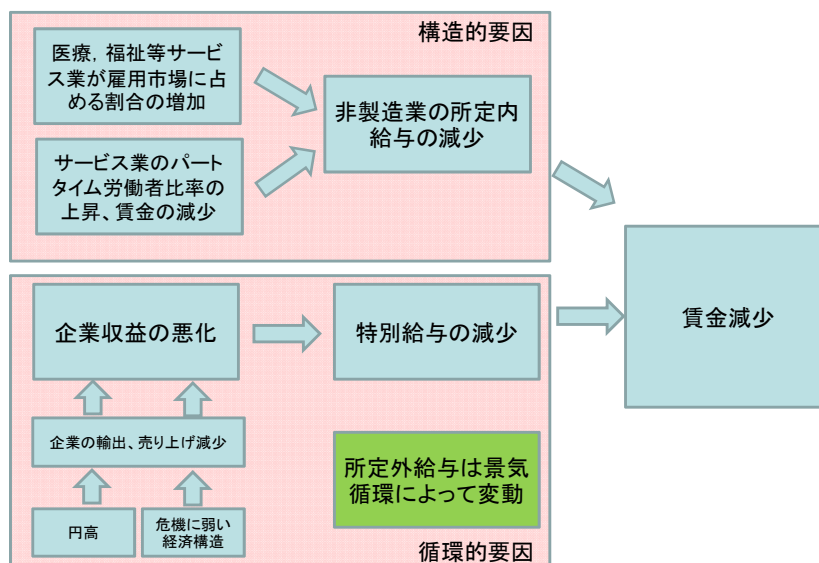 構造的要因
医療，福祉等サービ
ス業が雇用市場に占
める割合の増加
非製造業の所定内
給与の減少
サービス業のパート
タイム労働者比率の
上昇、賃金の減少
賃金減少
企業収益の悪化
特別給与の減少
企業の輸出、売り上げ減少
所定外給与は景気
循環によって変動
円高
危機に弱い
経済構造
循環的要因